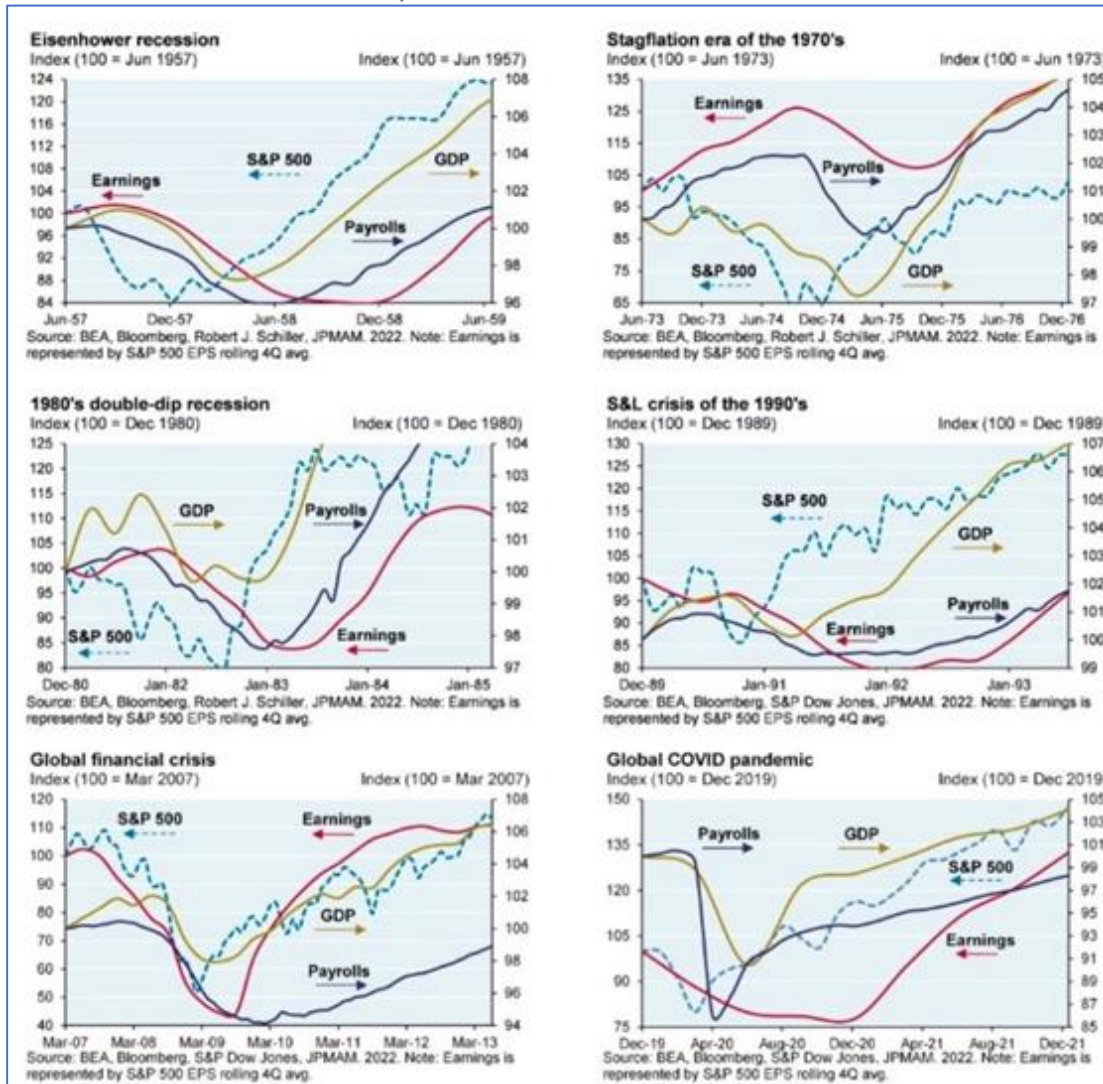 Eisenhower recession
Index (100 = Jun 1957) Index (100 = Jun 1957)
124 108
120
106
116
112
104
108
104
102
100
96 100
92
98
88
84 96
S&P 500
GDP
Earnings
Payrolls
Jun-57 Dec-57 Jun-58 Dec-58 Jun-59
Source: BEA, Bloomberg, Robert J. Schiller, JPMAM. 2022. Note: Earnings is
represented by S&P 500 EPS rolling 4Q avg.
Stagflation era of the 1970's
Index (100 = Jun 1973) Index (100 = Jun 1973)
135 105
125 104
115 103
105 102
95 101
100
85 99
75 98
65 97
Earnings
Payrolls
S&P 500
GDP
Jun-73 Dec-73 Jun-74 Dec-74 Jun-75 Dec-75 Jun-76 Dec-76
Source: BEA, Bloomberg, Robert J. Schiller, JPMAM. 2022. Note: Earnings is
represented by S&P 500 EPS rolling 4Q avg.
1980's double-dip recession
Index (100 = Dec 1980) Index (100 = Dec 1980)
125 104
120
115 103
110 102
105 101
100 100
95 99
90
85 98
80 97
GDP
Payrolls
S&P 500
Earnings
Dec-80 Jan-82 Jan-83 Jan-84 Jan-85
Source: BEA, Bloomberg, Robert J. Schiller, JPMAM. 2022. Note: Earnings is
represented by S&P 500 EPS rolling 4Q avg.
S&L crisis of the 1990's
Index (100 = Dec 1989) Index (100 = Dec 1989)
130 107
125 106
120
115 105
110 104
105 103
100 102
95 101
90
85 100
80 99
S&P 500
GDP
Payrolls
Earnings
Dec-89 Jan-91 Jan-92 Jan-93
Source: BEA, Bloomberg, S&P Dow Jones, JPMAM. 2022. Note: Earnings is
represented by S&P 500 EPS rolling 4Q avg.
Global financial crisis
Index (100 = Mar 2007) Index (100 = Mar 2007)
120 108
110 106
100 104
90
80 102
70 100
60 98
50 96
40 94
S&P 500
Earnings
GDP
Payrolls
Mar-07 Mar-08 Mar-09 Mar-10 Mar-11 Mar-12 Mar-13
Source: BEA, Bloomberg, S&P Dow Jones, JPMAM. 2022. Note: Earnings is
represented by S&P 500 EPS rolling 4Q avg.
Global COVID pandemic
Index (100 = Dec 2019) Index (100 = Dec 2019)
150 105
103
135 101
99
120 97
95
105 93
91
90 89
87
75 85
Payrolls
GDP
S&P 500
Earnings
Dec-19 Apr-20 Aug-20 Dec-20 Apr-21 Aug-21 Dec-21
Source: BEA, Bloomberg, S&P Dow Jones, JPMAM. 2022. Note: Earnings is
represented by S&P 500 EPS rolling 4Q avg.